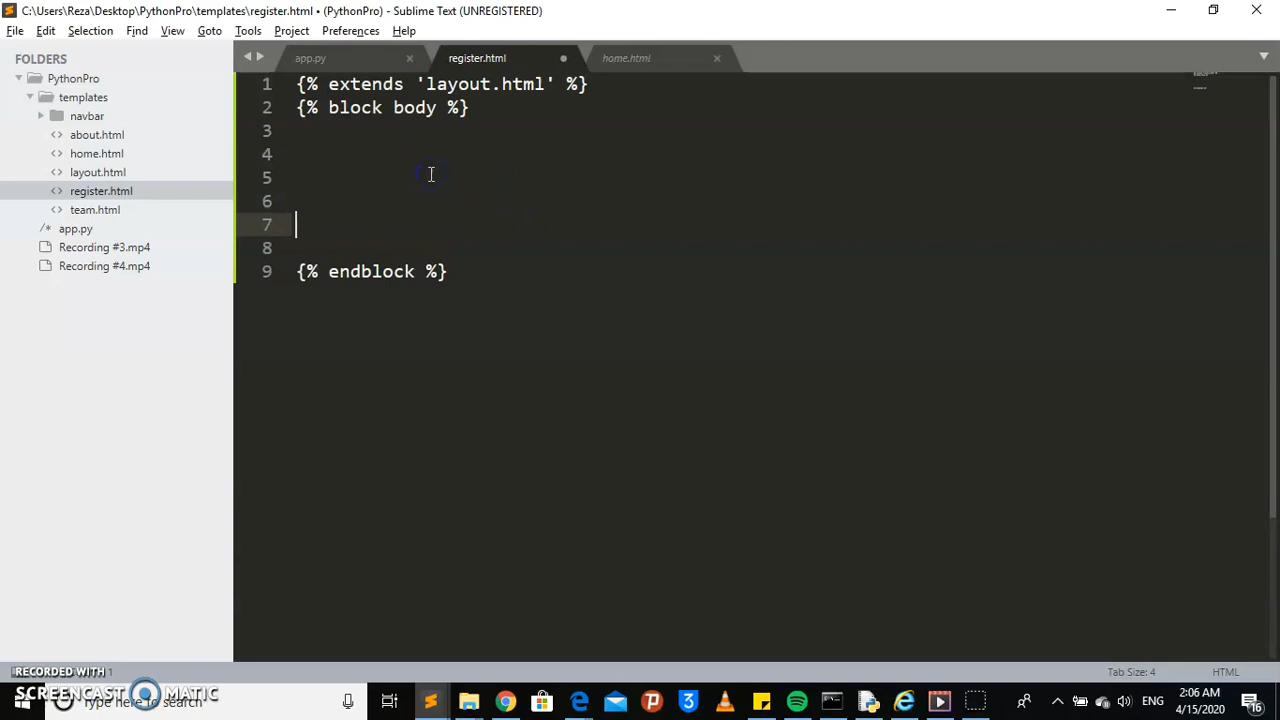 C:\Users\Reza\Desktop\PythonPro\templates\register.html • (PythonPro) - Sublime Text (UNREGISTERED)
File Edit Selection Find View Goto Tools Project Preferences Help
FOLDERS
PythonPro
templates
navbar
about.html
home.html
layout.html
register.html
team.html
app.py
Recording #3.mp4
Recording #4.mp4
app.py register.html home.html
1 {% extends 'layout.html' %}
2 {% block body %}
3
4
5
6
7
8
9 {% endblock %}
Tab Size: 4 HTML
RECORDED WITH
SCREENCAST MATIC
Type here to search
ENG
2:06 AM
4/15/2020
16